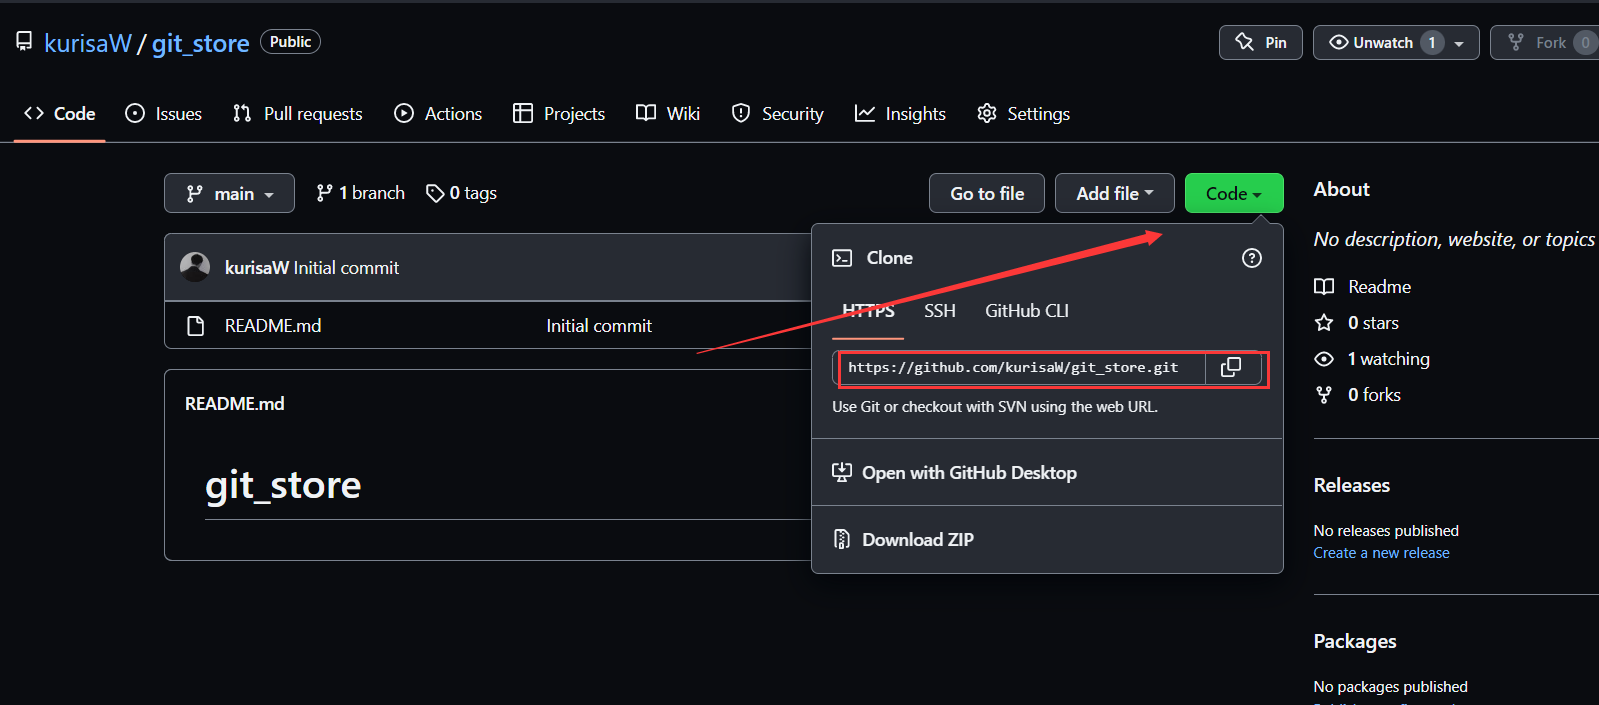 kurisaW / git_store Public
Pin
Unwatch 1
Fork 0
Code
Issues
Pull requests
Actions
Projects
Wiki
Security
Insights
Settings
main
1 branch
0 tags
Go to file
Add file
Code
kurisaW Initial commit
README.md
Initial commit
README.md
git_store
Clone
HTTPS
SSH
GitHub CLI
https://github.com/kurisaW/git_store.git
Use Git or checkout with SVN using the web URL.
Open with GitHub Desktop
Download ZIP
About
No description, website, or topics
Readme
0 stars
1 watching
0 forks
Releases
No releases published
Create a new release
Packages
No packages published